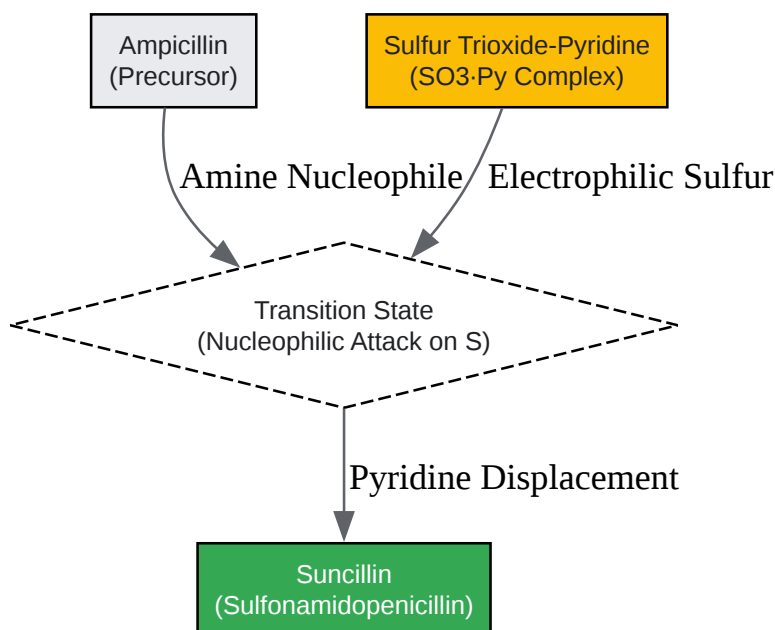 Ampicillin
(Precursor)
Sulfur Trioxide-Pyridine
(SO3·Py Complex)
Amine Nucleophile
Electrophilic Sulfur
Transition State
(Nucleophilic Attack on S)
Pyridine Displacement
Suncillin
(Sulfonamidopenicillin)